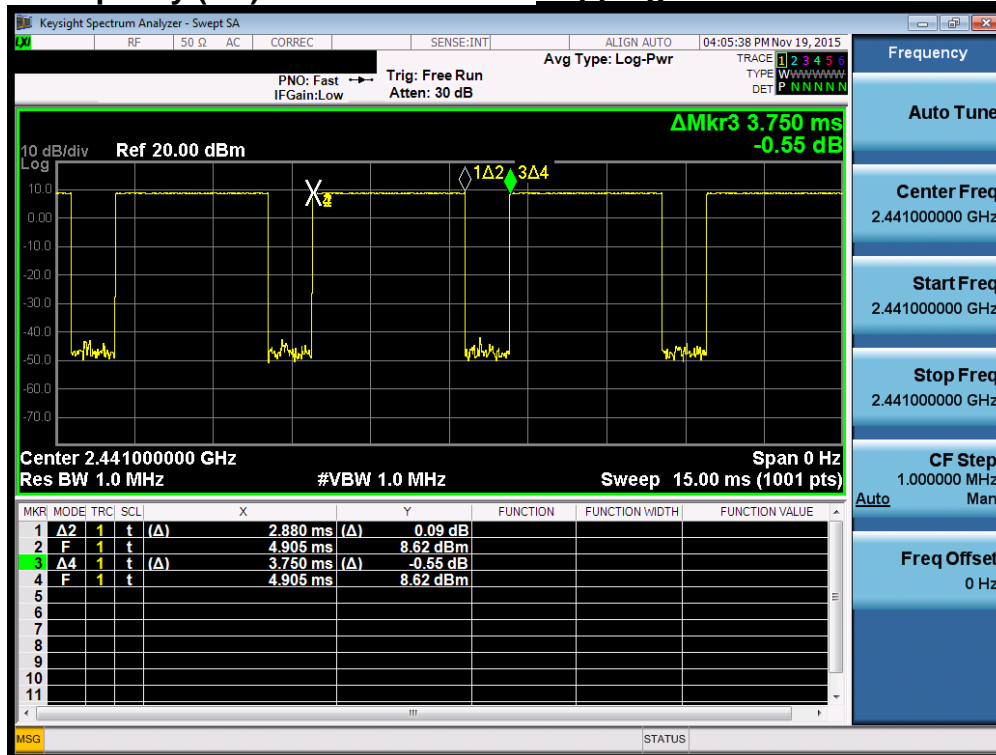 Keysight Spectrum Analyzer - Swept SA
LXI RF 50 Ω AC CORREC SENSE:INT ALIGN AUTO 04:05:38 PM Nov 19, 2015
Avg Type: Log-Pwr
TRACE 1 2 3 4 5 6
TYPE WWWWWW
DET P N N N N N
PNO: Fast
IFGain:Low
Trig: Free Run
Atten: 30 dB
ΔMkr3 3.750 ms
-0.55 dB
10 dB/div Ref 20.00 dBm
Log
10.0
0.00
-10.0
-20.0
-30.0
-40.0
-50.0
-60.0
-70.0
1Δ2 3Δ4
Center 2.441000000 GHz Span 0 Hz
Res BW 1.0 MHz #VBW 1.0 MHz Sweep 15.00 ms (1001 pts)
MKR MODE TRC SCL X Y FUNCTION FUNCTION WIDTH FUNCTION VALUE
1 Δ2 1 t (Δ) 2.880 ms (Δ) 0.09 dB
2 F 1 t 4.905 ms 8.62 dBm
3 Δ4 1 t (Δ) 3.750 ms (Δ) -0.55 dB
4 F 1 t 4.905 ms 8.62 dBm
5
6
7
8
9
10
11
MSG STATUS
Frequency
Auto Tune
Center Freq
2.441000000 GHz
Start Freq
2.441000000 GHz
Stop Freq
2.441000000 GHz
CF Step
1.000000 MHz
Auto Man
Freq Offset
0 Hz